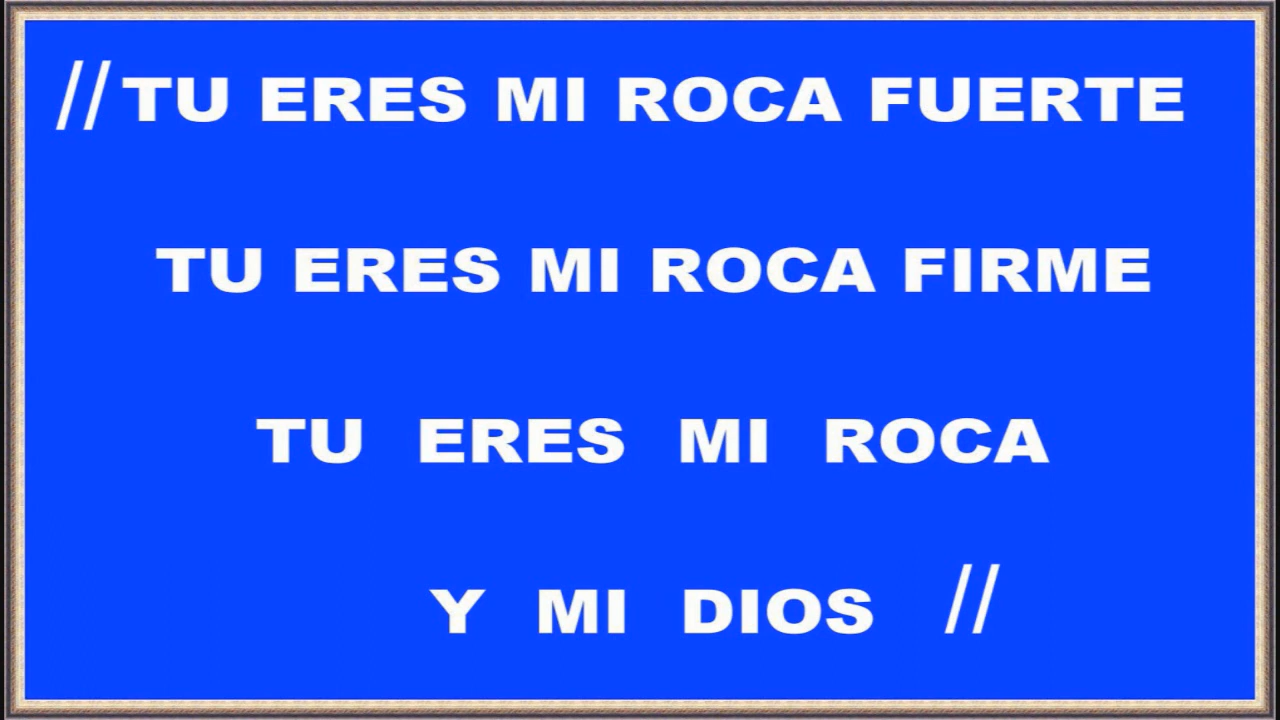 //TU ERES MI ROCA FUERTE
TU ERES MI ROCA FIRME
TU ERES MI ROCA
Y MI DIOS //